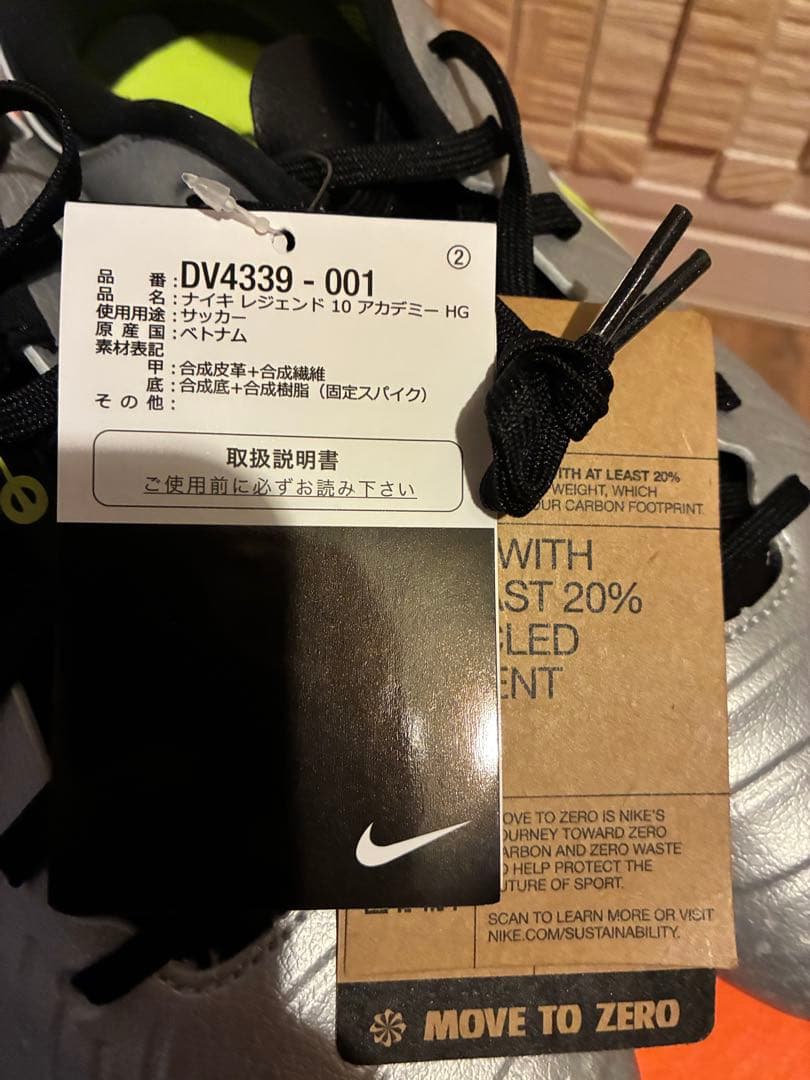 ②
品 番：DV4339 - 001
品 名：ナイキ レジェンド 10 アカデミー HG
使用用途：サッカー
原 産 国：ベトナム
素材表記
甲：合成皮革+合成繊維
底：合成底+合成樹脂（固定スパイク）
そ の 他：
取扱説明書
ご使用前に必ずお読み下さい
WITH AT LEAST 20%
WEIGHT, WHICH
CARBON FOOTPRINT
WITH
20%
MOVE TO ZERO IS NIKE'S
JOURNEY TOWARD ZERO
CARBON AND ZERO WASTE
TO HELP PROTECT THE
FUTURE OF SPORT.
SCAN TO LEARN MORE OR VISIT
NIKE.COM/SUSTAINABILITY.
MOVE TO ZERO